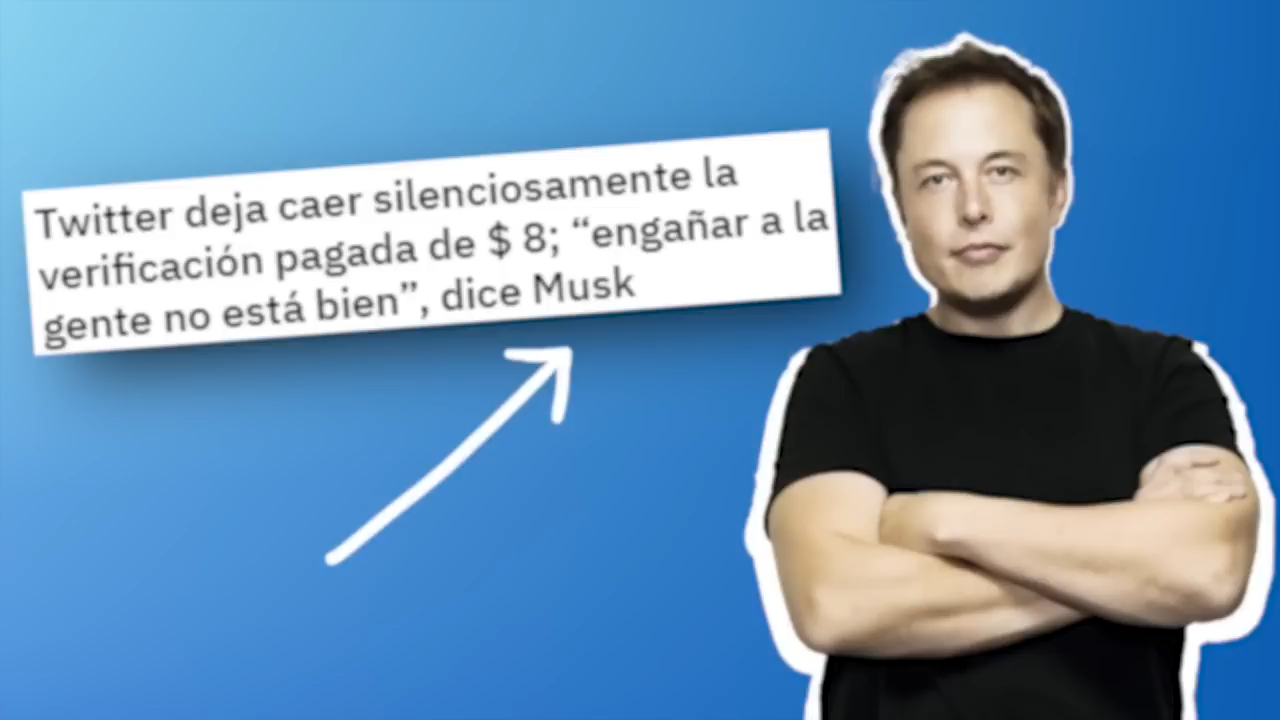 Twitter deja caer silenciosamente la
verificación pagada de $ 8; “engañar a la
gente no está bien”, dice Musk